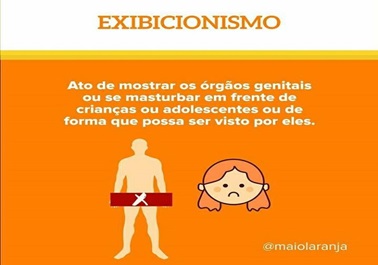 EXIBICIONISMO
Ato de mostrar os órgãos genitais
ou se masturbar em frente de
crianças ou adolescentes ou de
forma que possa ser visto por eles.
@maiolaranja